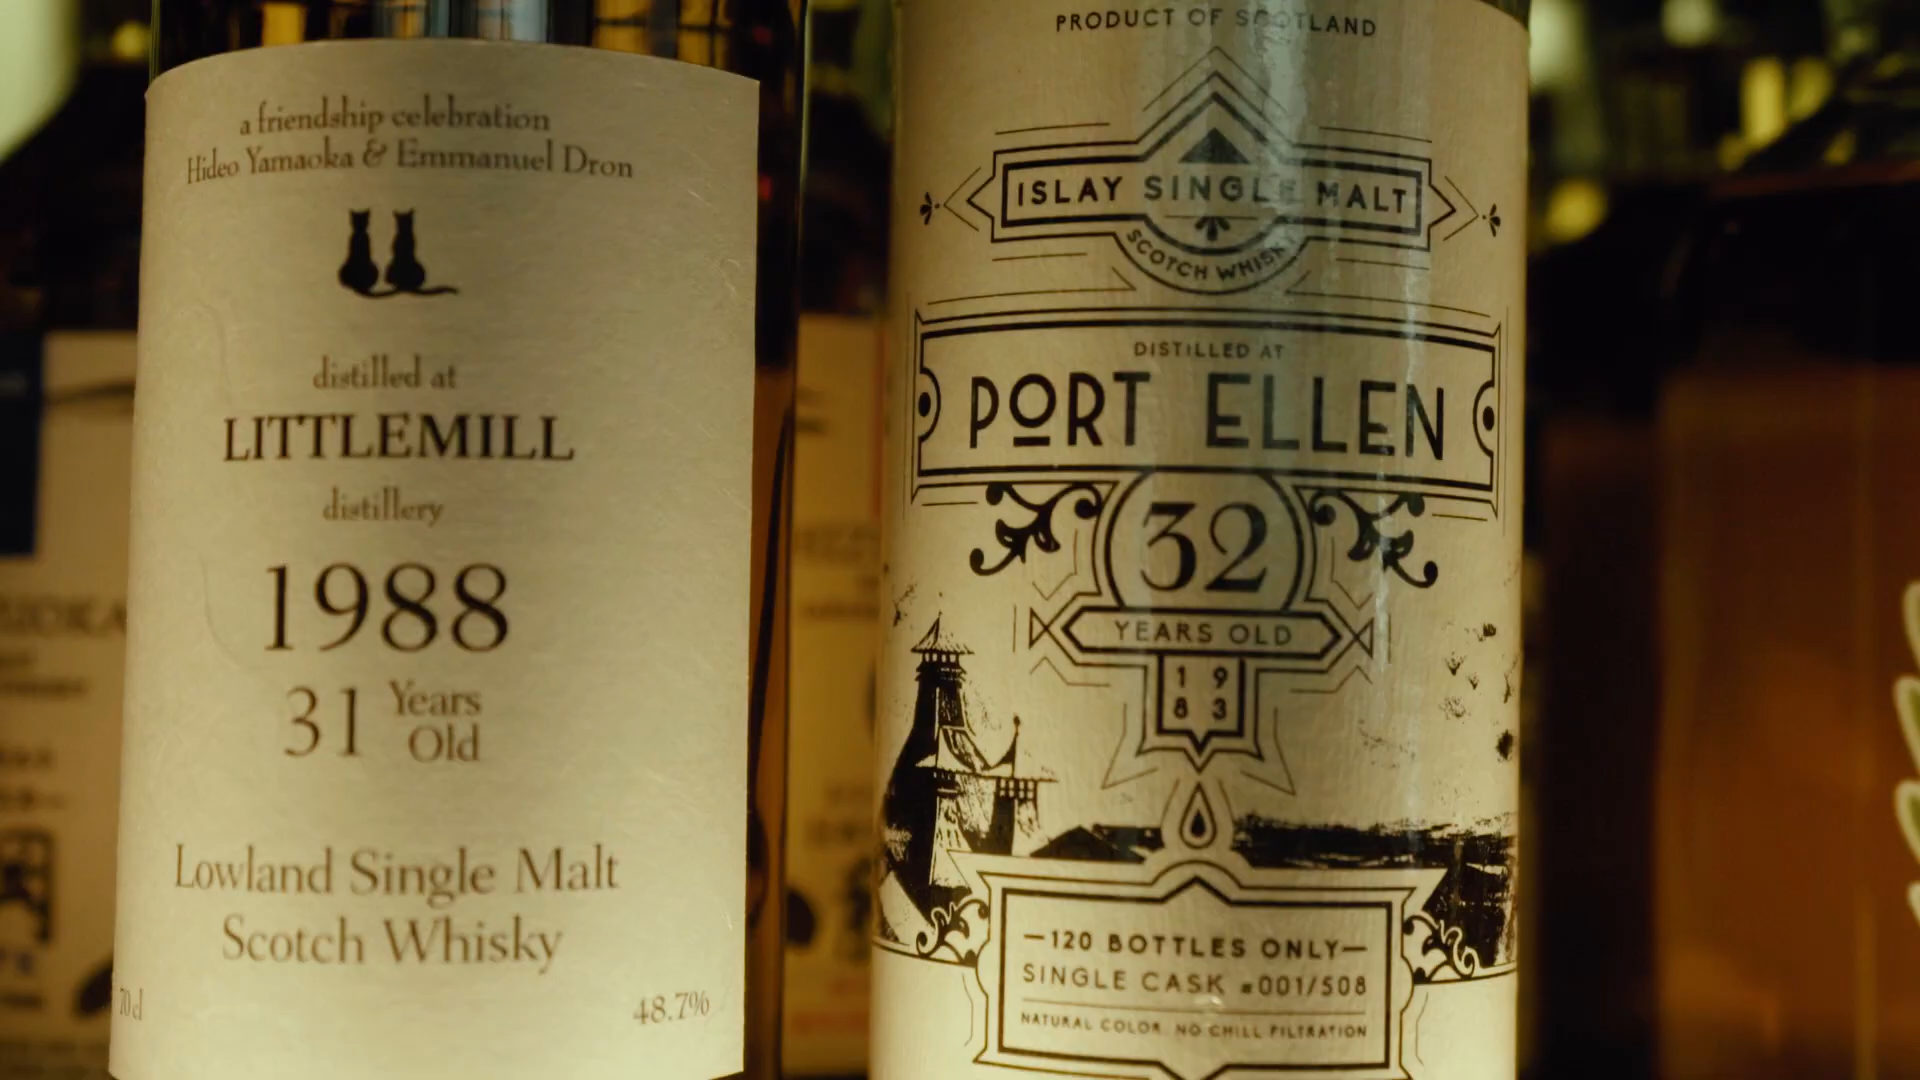 a friendship celebration
Hideo Yamaoka & Emmanuel Dron
distilled at
LITTLEMILL
distillery
1988
31 Years Old
Lowland Single Malt
Scotch Whisky
70 cl
48.7%
PRODUCT OF SCOTLAND
ISLAY SINGLE MALT
SCOTCH WHISKY
DISTILLED AT
PORT ELLEN
32
YEARS OLD
19
83
—120 BOTTLES ONLY—
SINGLE CASK #001/508
NATURAL COLOR NO CHILL FILTRATION